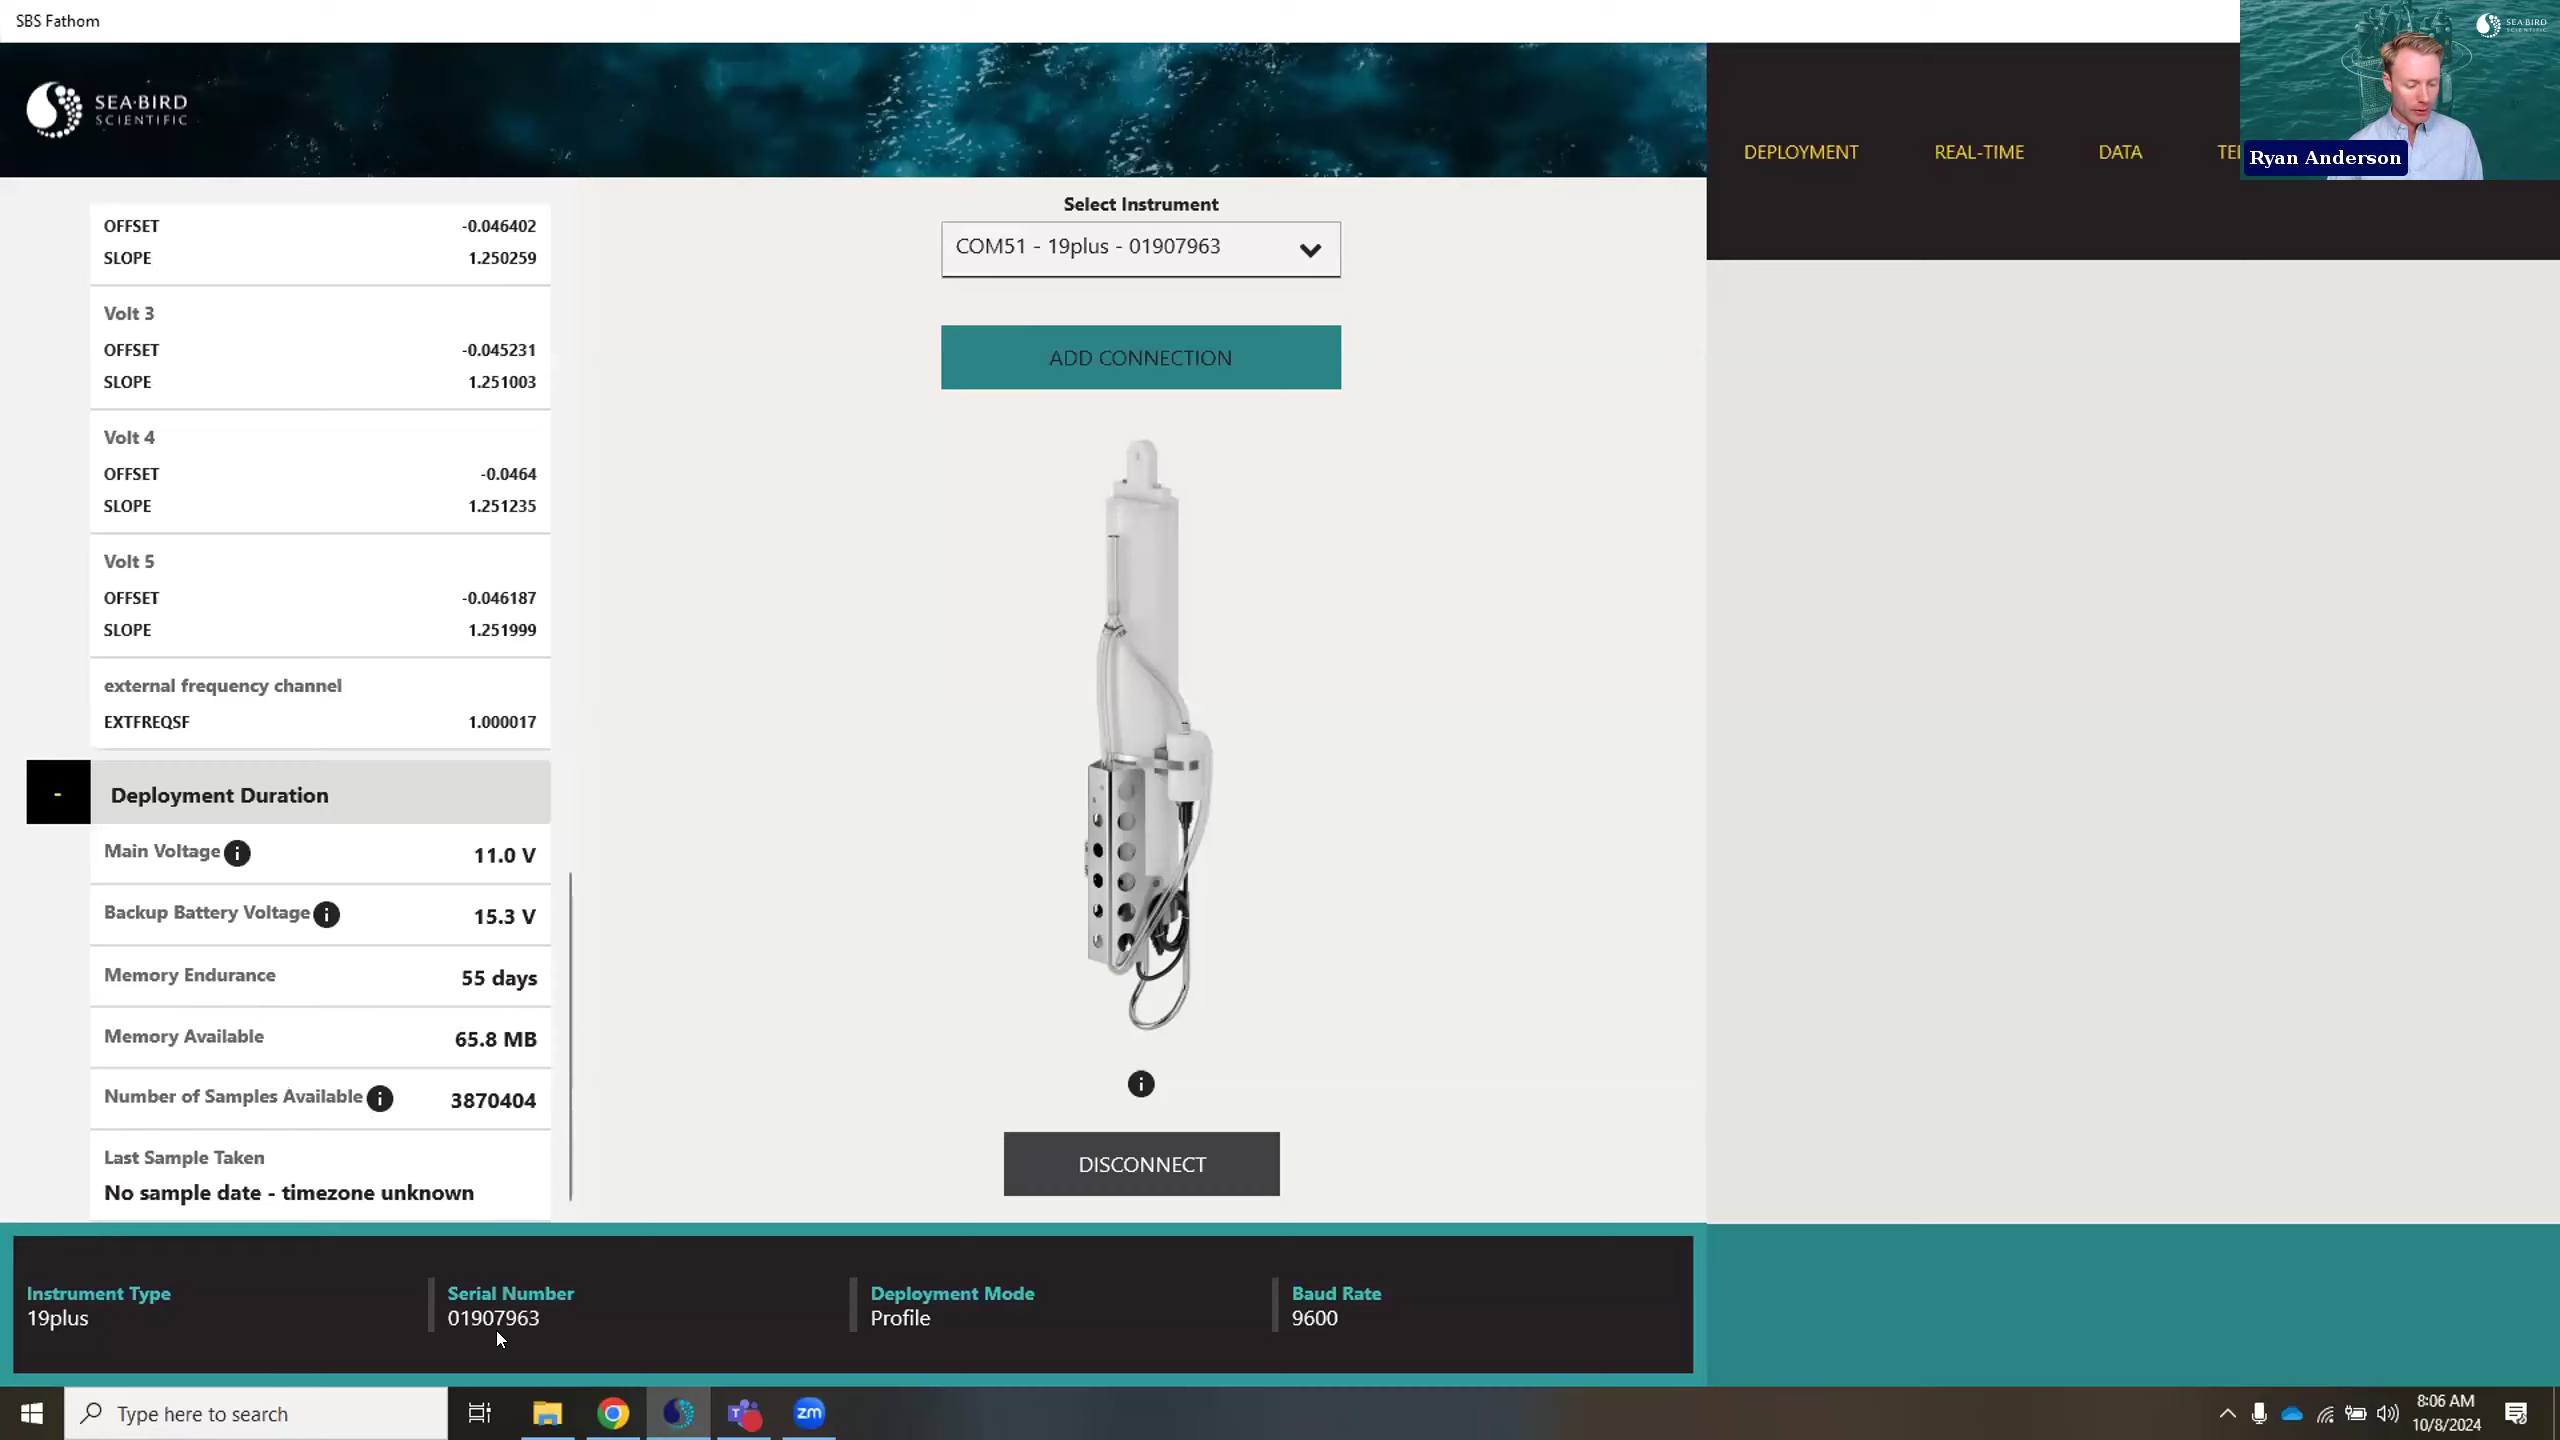 SBS Fathom
SEA·BIRD
SCIENTIFIC
DEPLOYMENT
REAL-TIME
DATA
SEA·BIRD
SCIENTIFIC
Ryan Anderson
OFFSET -0.046402
SLOPE 1.250259
Volt 3
OFFSET -0.045231
SLOPE 1.251003
Volt 4
OFFSET -0.0464
SLOPE 1.251235
Volt 5
OFFSET -0.046187
SLOPE 1.251999
external frequency channel
EXTFREQSF 1.000017
- Deployment Duration
Main Voltage i 11.0 V
Backup Battery Voltage i 15.3 V
Memory Endurance 55 days
Memory Available 65.8 MB
Number of Samples Available i 3870404
Last Sample Taken
No sample date - timezone unknown
Select Instrument
COM51 - 19plus - 01907963
ADD CONNECTION
i
DISCONNECT
Instrument Type
19plus
Serial Number
01907963
Deployment Mode
Profile
Baud Rate
9600
Type here to search
zm
8:06 AM
10/8/2024